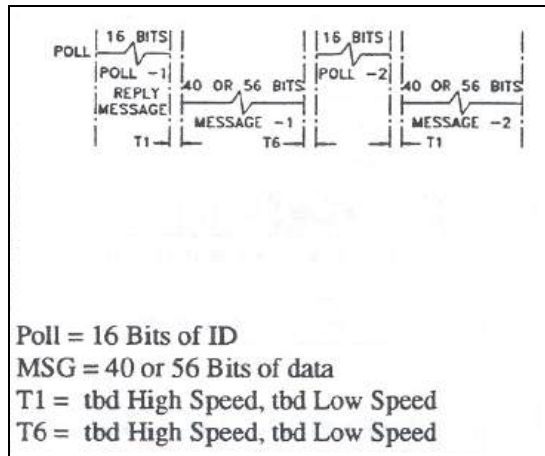 16 BITS 16 BITS
POLL
POLL -1 POLL -2
REPLY 40 OR 56 BITS 40 OR 56 BITS
MESSAGE
MESSAGE -1 MESSAGE -2
T1 T6 T1
Poll = 16 Bits of ID
MSG = 40 or 56 Bits of data
T1 = tbd High Speed, tbd Low Speed
T6 = tbd High Speed, tbd Low Speed